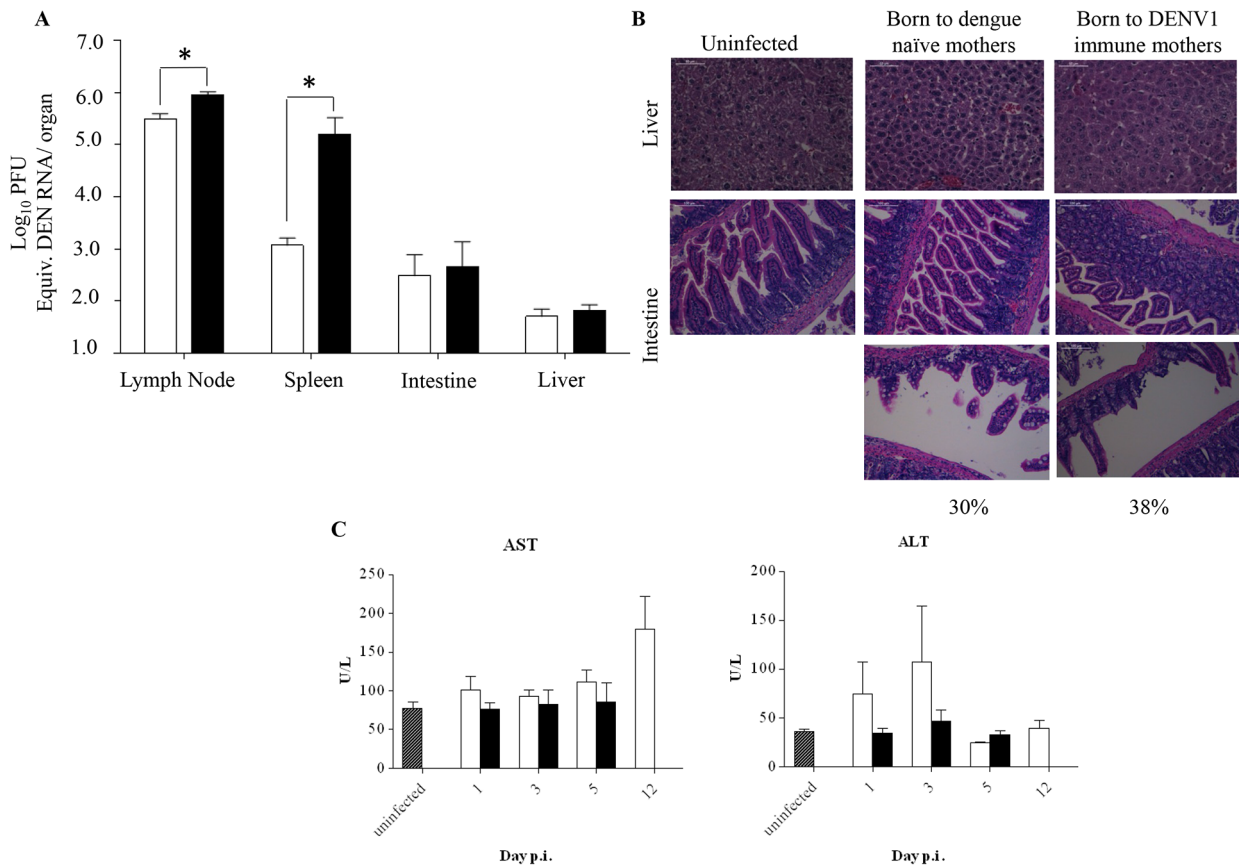 A
Log10 PFU
Equiv. DEN RNA/ organ
7.0
6.0
5.0
4.0
3.0
2.0
1.0
*
*
Lymph Node
Spleen
Intestine
Liver
B
Uninfected
Born to dengue
naïve mothers
Born to DENV1
immune mothers
Liver
Intestine
30%
38%
C
AST
U/L
250
200
150
100
50
0
uninfected
1
3
5
12
Day p.i.
ALT
U/L
200
150
100
50
0
uninfected
1
3
5
12
Day p.i.